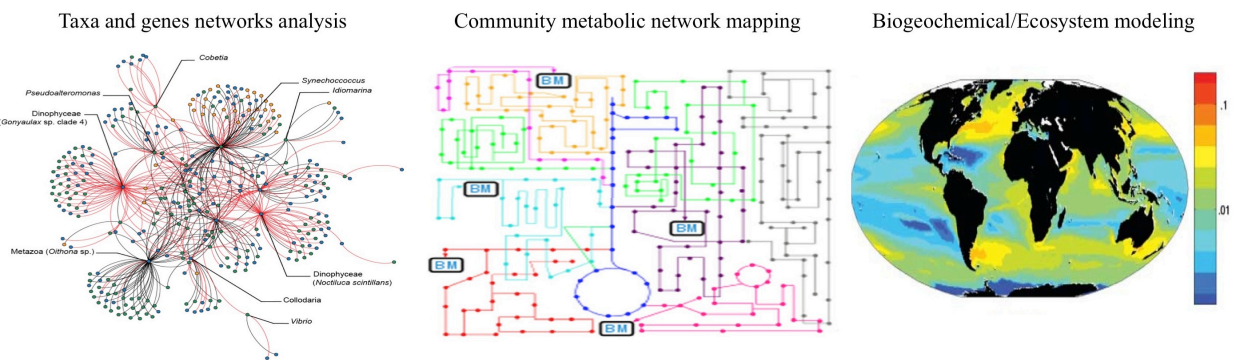 Taxa and genes networks analysis
Community metabolic network mapping
Biogeochemical/Ecosystem modeling
Cobetia
Synechoccocus
Idiomarina
Pseudoalteromonas
Dinophyceae
(Gonyaulax sp. clade 4)
Metazoa (Oithona sp.)
Dinophyceae
(Noctiluca scintillans)
Collodaria
Vibrio
BM
BM
BM
BM
BM
.1
.01